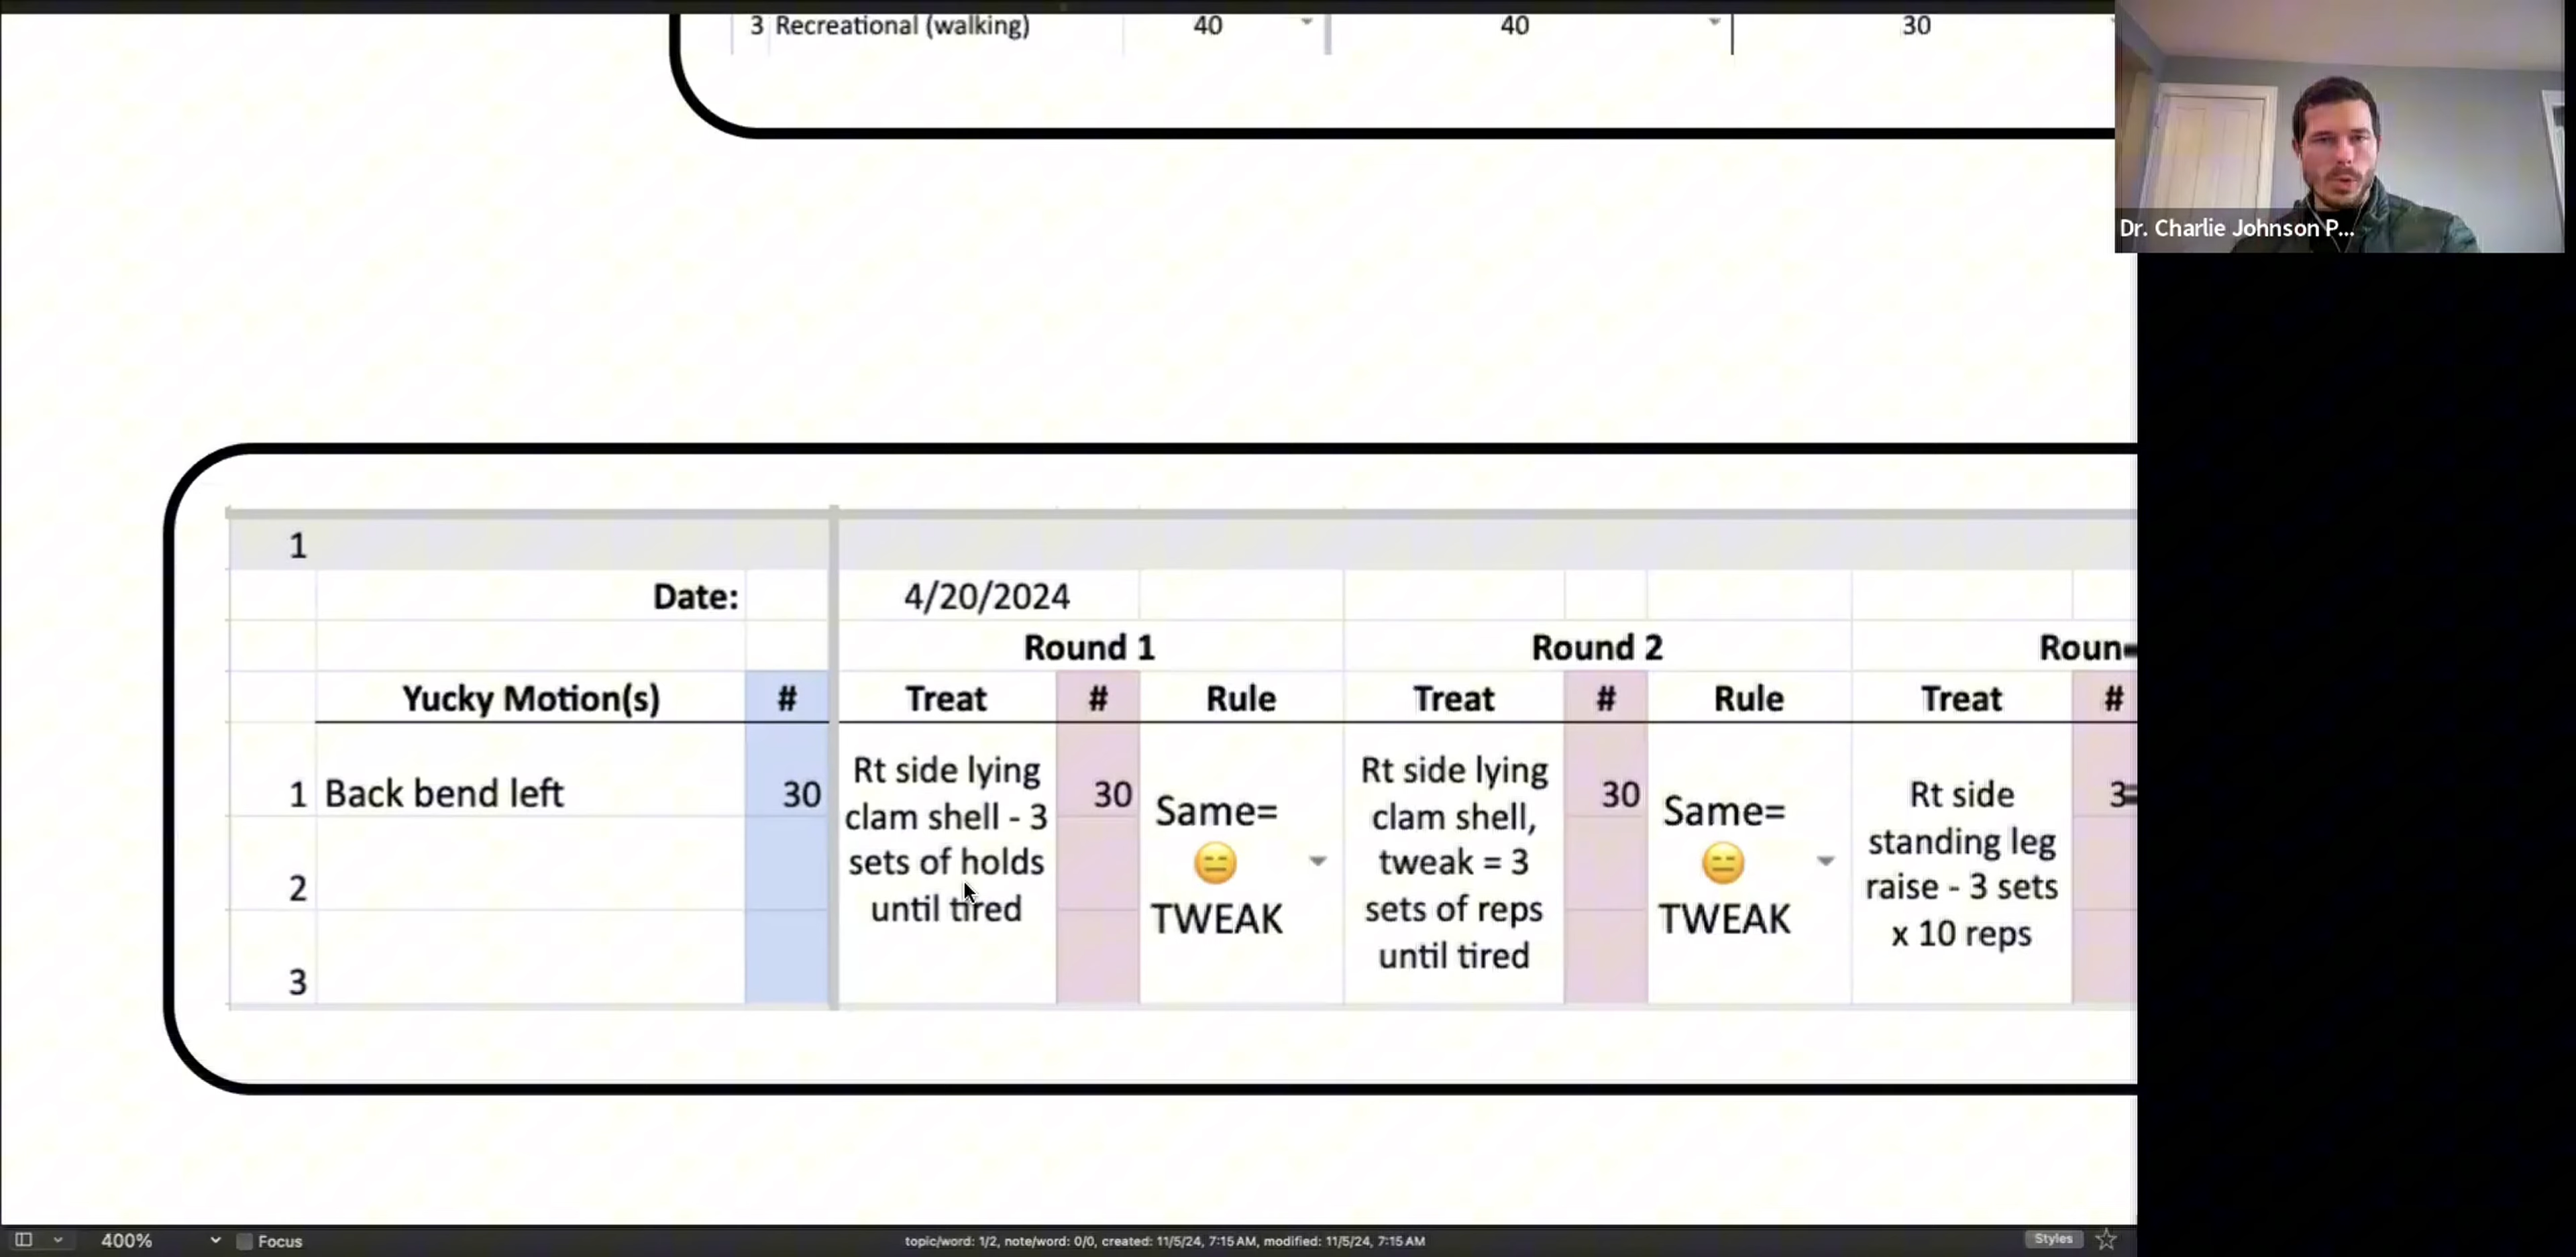 3 Recreational (walking) 40 40 30
Dr. Charlie Johnson P...
1
Date: 4/20/2024
Round 1 Round 2 Roun
Yucky Motion(s) # Treat # Rule Treat # Rule Treat #
1 Back bend left 30
Rt side lying
clam shell - 3
sets of holds
until tired
30
Same=
😑
TWEAK
Rt side lying
clam shell,
tweak = 3
sets of reps
until tired
30
Same=
😑
TWEAK
Rt side
standing leg
raise - 3 sets
x 10 reps
3
2
3
400% Focus
topic/word: 1/2, note/word: 0/0, created: 11/5/24, 7:15 AM, modified: 11/5/24, 7:15 AM
Styles